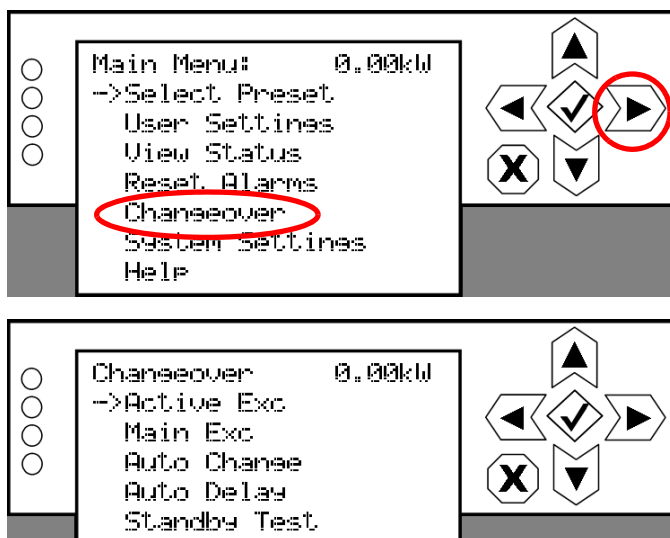 Main Menu: 0.00kW
->Select Preset
User Settings
View Status
Reset Alarms
Changeover
System Settings
Help
Changeover 0.00kW
->Active Exc
Main Exc
Auto Change
Auto Delay
Standby Test